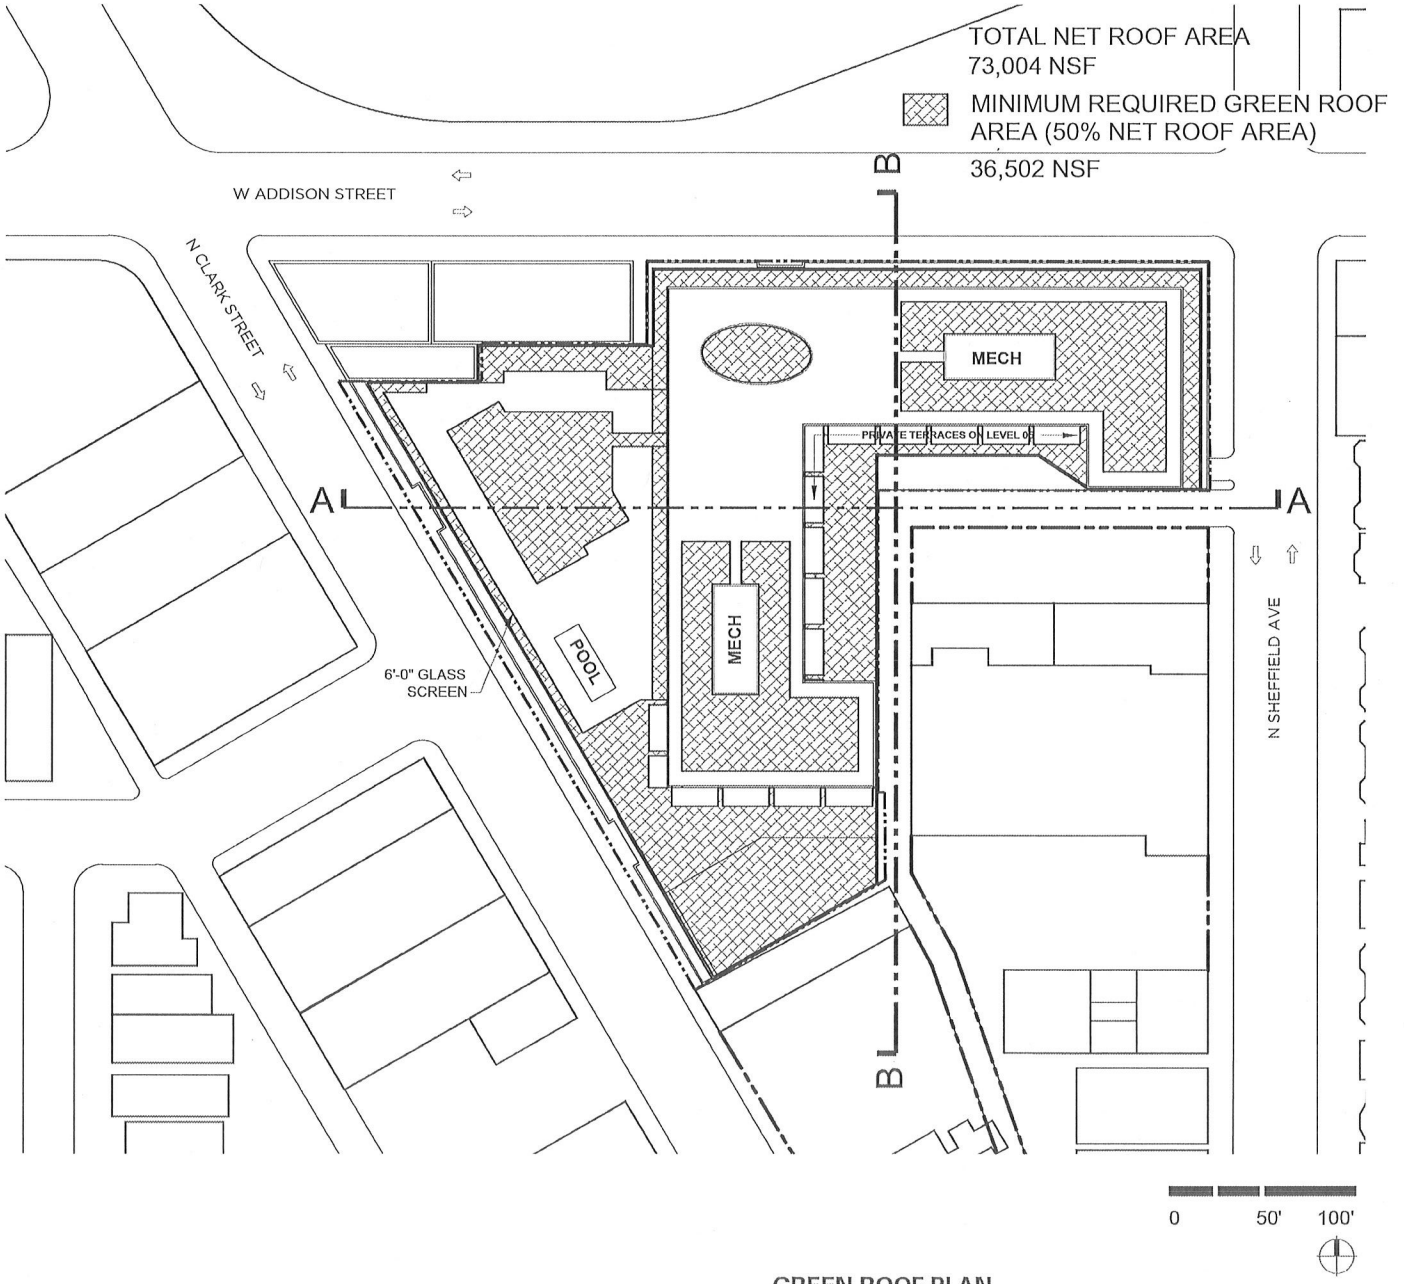 TOTAL NET ROOF AREA
73,004 NSF
MINIMUM REQUIRED GREEN ROOF
AREA (50% NET ROOF AREA)
36,502 NSF
B
W ADDISON STREET
N CLARK STREET
MECH
PRIVATE TERRACES ON LEVEL
A
A
MECH
POOL
6'-0" GLASS
SCREEN
N SHEFFIELD AVE
B
0 50' 100'
GREEN ROOF PLAN